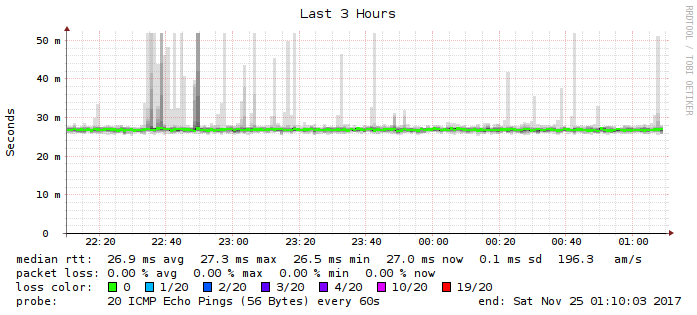 Last 3 Hours
RRDTOOL / TOBI OETIKER
Seconds
50 m
40 m
30 m
20 m
10 m
0
22:20 22:40 23:00 23:20 23:40 00:00 00:20 00:40 01:00
median rtt: 26.9 ms avg 27.3 ms max 26.5 ms min 27.0 ms now 0.1 ms sd 196.3 am/s
packet loss: 0.00 % avg 0.00 % max 0.00 % min 0.00 % now
loss color: 0 1/20 2/20 3/20 4/20 10/20 19/20
probe: 20 ICMP Echo Pings (56 Bytes) every 60s end: Sat Nov 25 01:10:03 2017